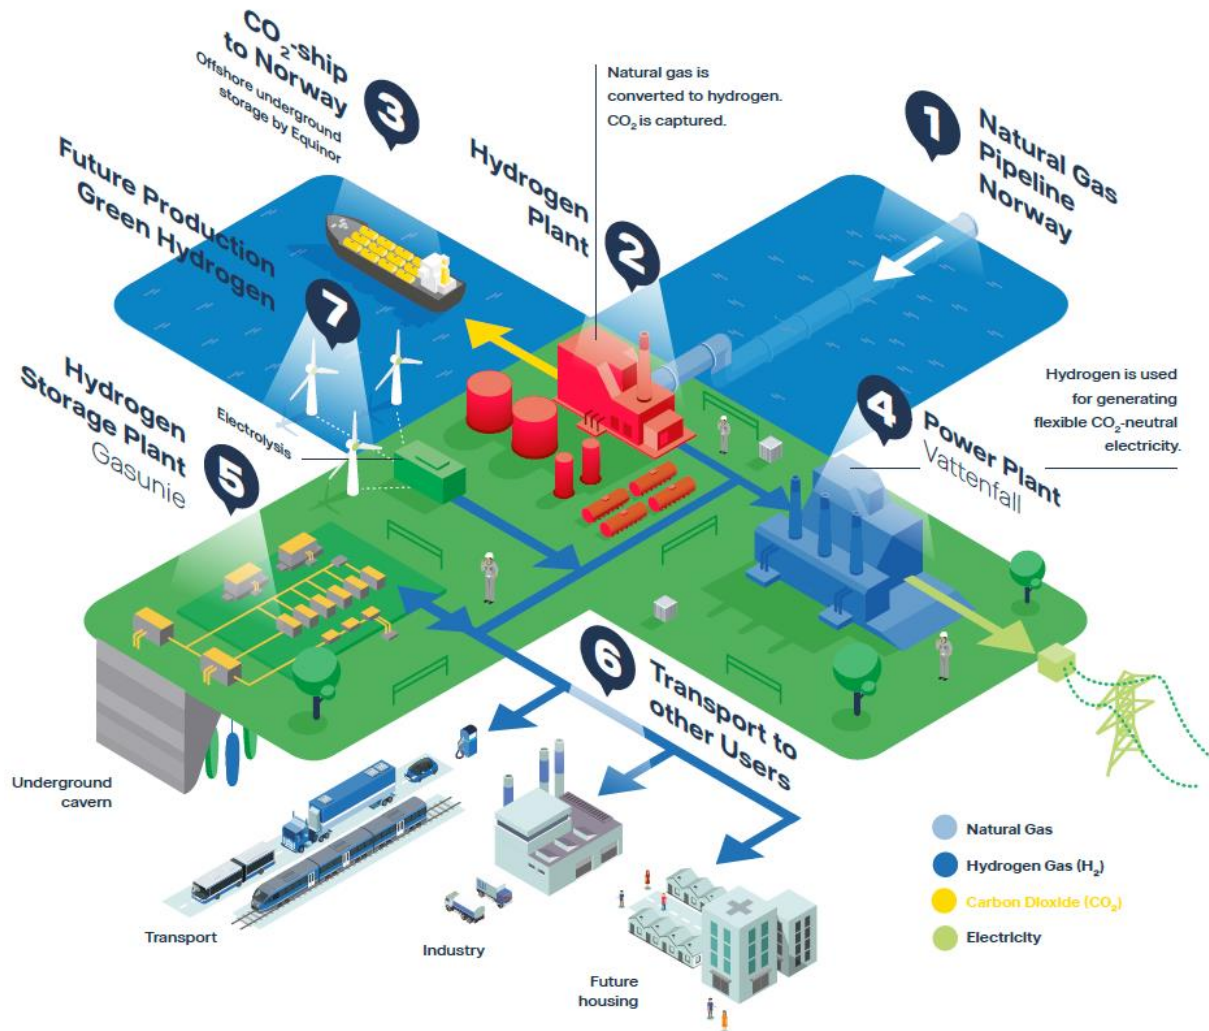 CO₂-ship
to Norway
Offshore underground
storage by Equinor
3
Natural gas is
converted to hydrogen.
CO₂ is captured.
1
Natural Gas
Pipeline
Norway
Hydrogen
Plant
2
Future Production
Green Hydrogen
7
Hydrogen
Storage Plant
Gasunie
5
Electrolysis
Hydrogen is used
for generating
flexible CO₂-neutral
electricity.
4
Power Plant
Vattenfall
6
Transport to
other Users
Underground
cavern
Transport
Industry
Future
housing
Natural Gas
Hydrogen Gas (H₂)
Carbon Dioxide (CO₂)
Electricity